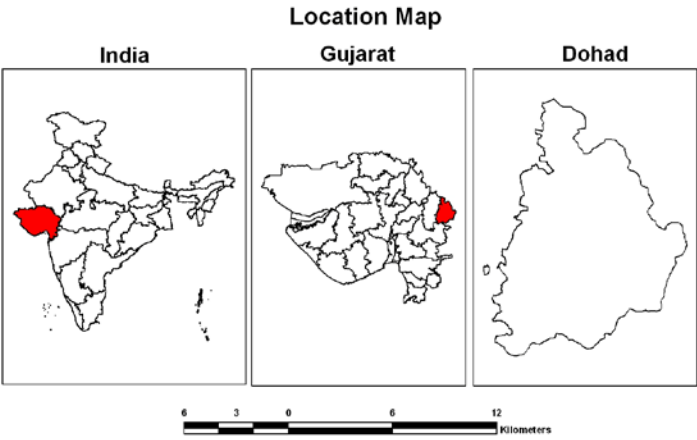 Location Map
India
Gujarat
Dohad
6 3 0 6 12
Kilometers